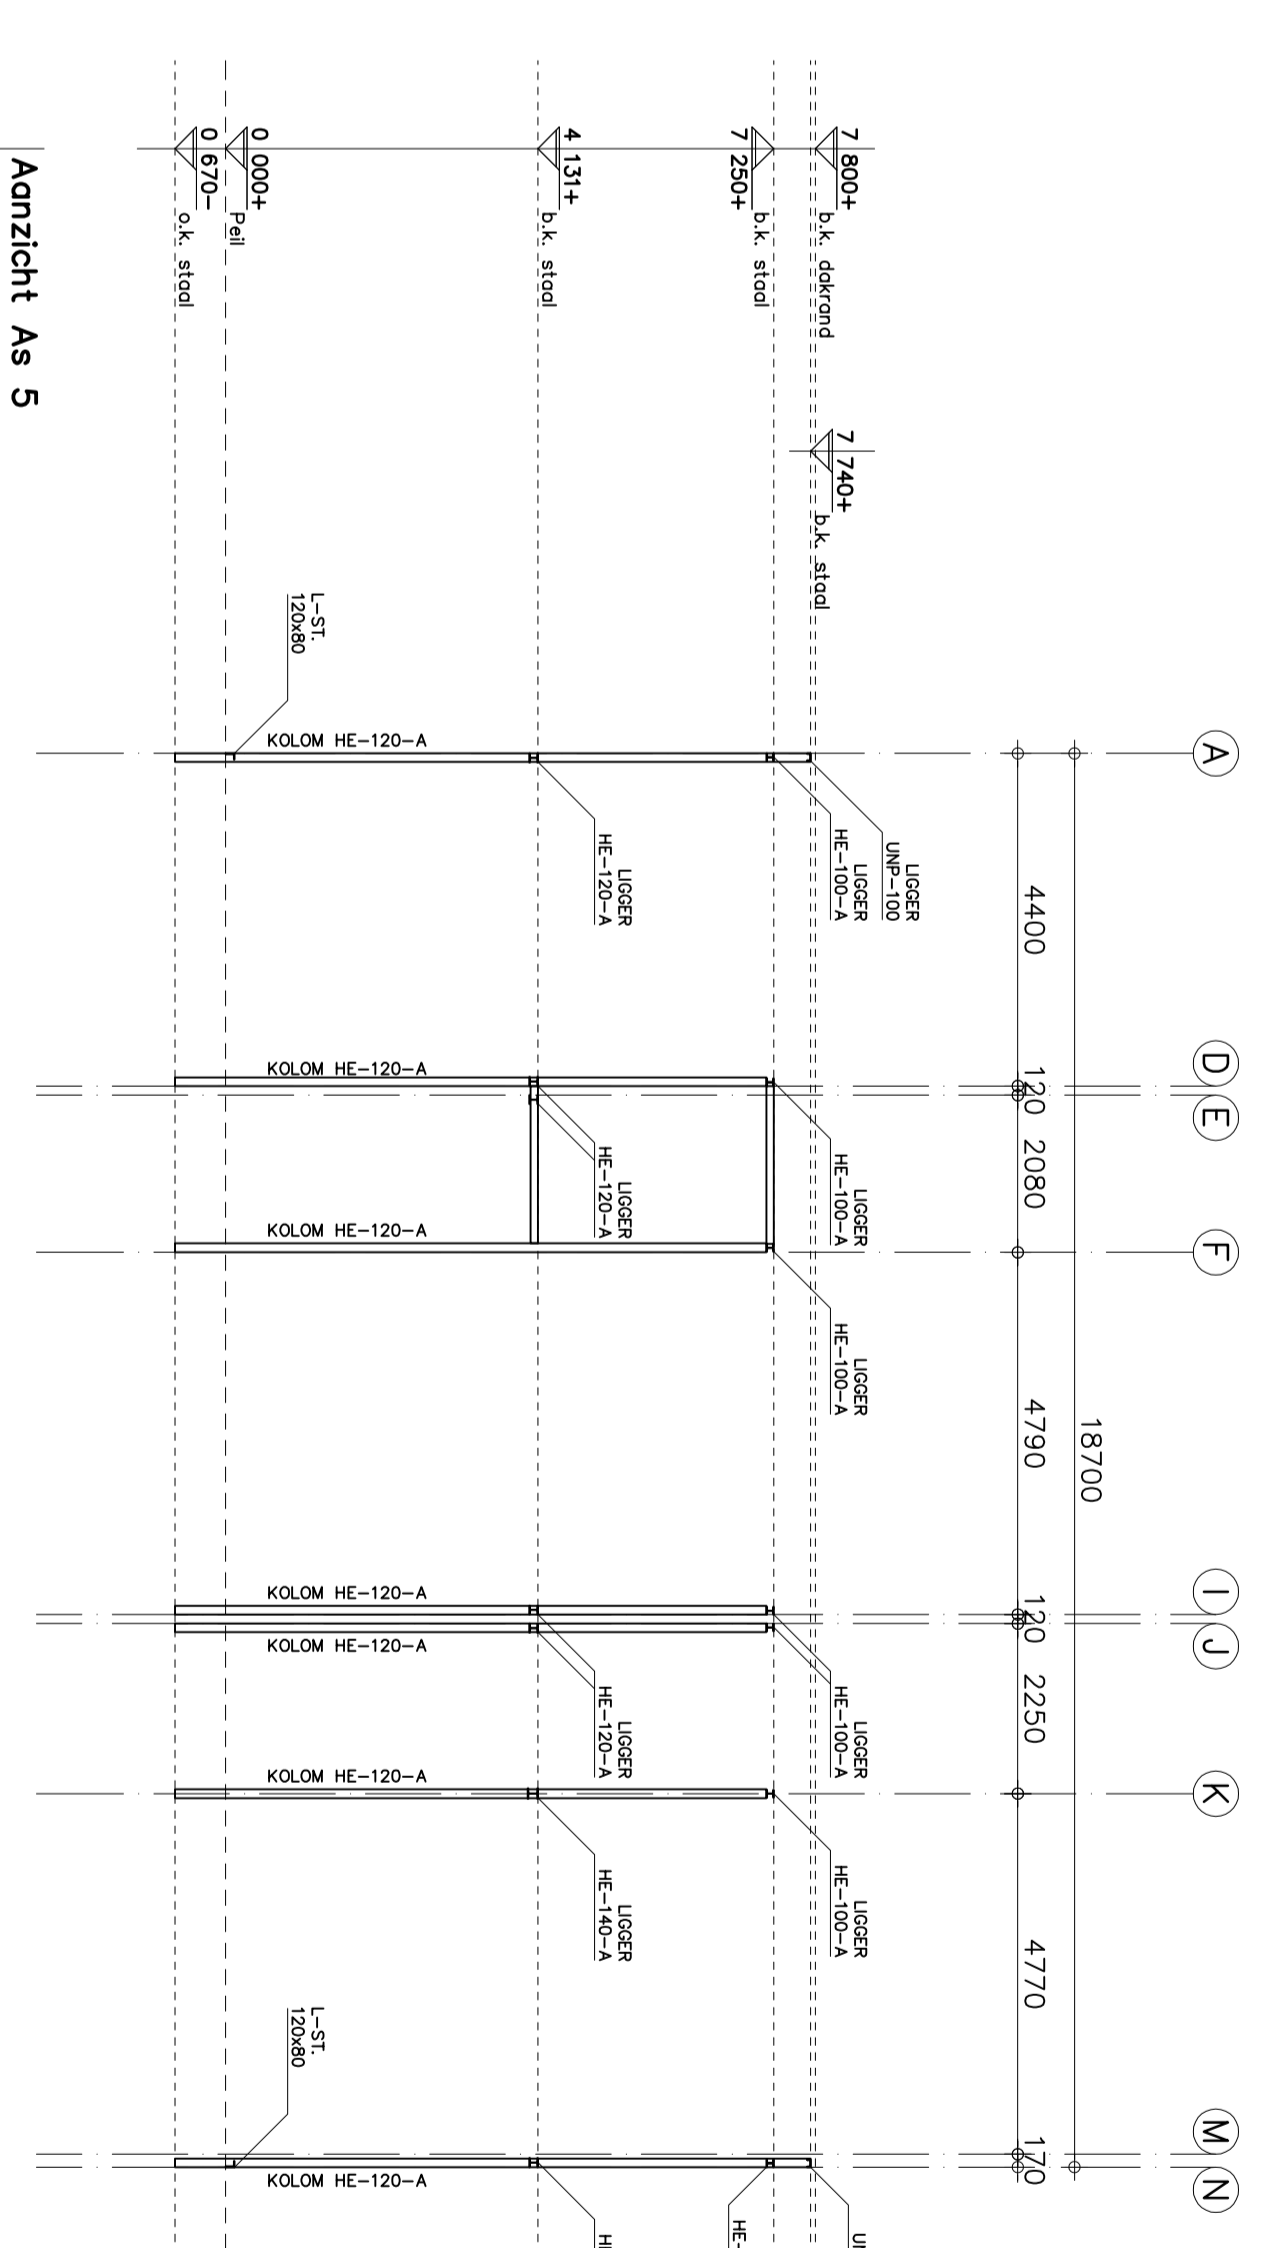 A
D
E
F
I
J
K
M
N
18700
4400
120
2080
4790
120
2250
4770
170
7 800+
b.k. dakrand
7 740+
b.k. staal
7 250+
b.k. staal
4 131+
b.k. staal
0 000+
Peil
0 670-
o.k. staal
LIGGER
UNP-100
LIGGER
HE-100-A
LIGGER
HE-100-A
LIGGER
HE-100-A
LIGGER
HE-100-A
LIGGER
HE-100-A
LIGGER
HE-120-A
LIGGER
HE-120-A
LIGGER
HE-120-A
LIGGER
HE-140-A
HE-
KOLOM HE-120-A
KOLOM HE-120-A
KOLOM HE-120-A
KOLOM HE-120-A
KOLOM HE-120-A
KOLOM HE-120-A
KOLOM HE-120-A
L-ST.
120x80
L-ST.
120x80
Aanzicht As 5